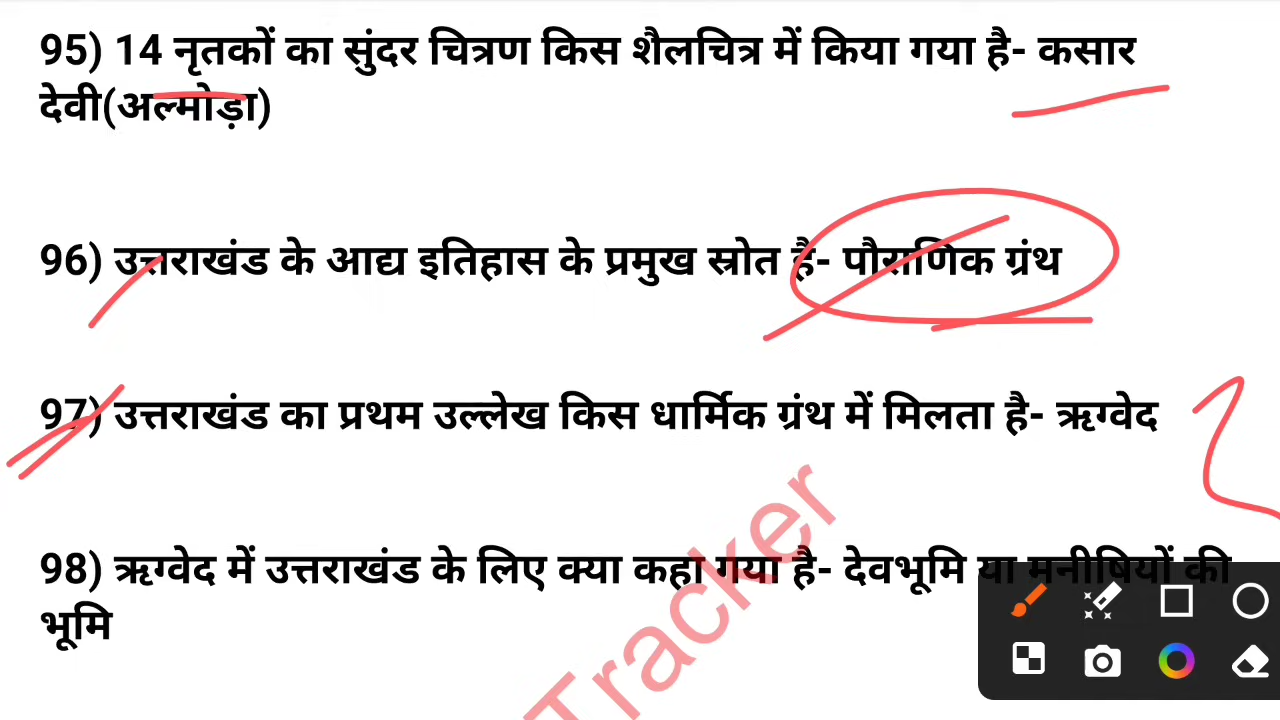 95) 14 नृतकों का सुंदर चित्रण किस शैलचित्र में किया गया है- कसार
देवी(अल्मोड़ा)
96) उत्तराखंड के आद्य इतिहास के प्रमुख स्रोत है- पौराणिक ग्रंथ
97) उत्तराखंड का प्रथम उल्लेख किस धार्मिक ग्रंथ में मिलता है- ऋग्वेद
98) ऋग्वेद में उत्तराखंड के लिए क्या कहा गया है- देवभूमि या मनीषियों की
भूमि
Tracker